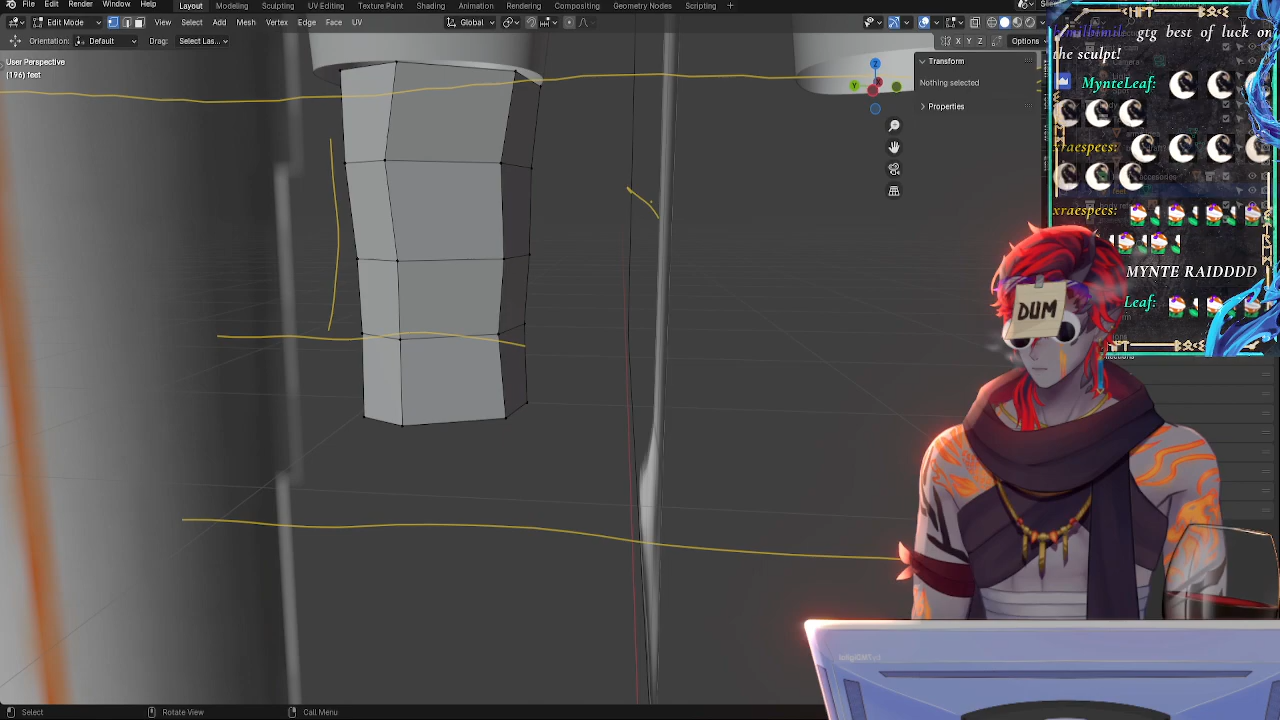 File Edit Render Window Help Layout Modeling Sculpting UV Editing Texture Paint Shading Animation Rendering Compositing Geometry Nodes Scripting +
Edit Mode View Select Add Mesh Vertex Edge Face UV Global
Orientation: Default Drag: Select Las... X Y Z Options
User Perspective
(196) feet
Transform
Nothing selected
Properties
Z
Y
X
gtg best of luck on
the sculpt!
MynteLeaf:
xraespecs:
xraespecs:
MYNTE RAIDDDD
Leaf:
DUM
Select Rotate View Call Menu